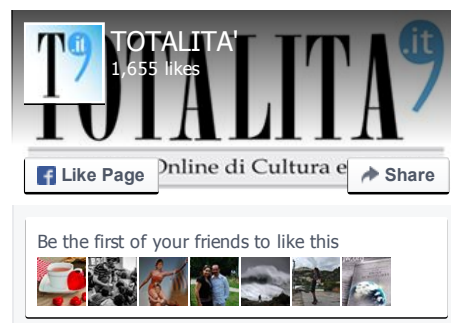 TOTALITA'
1,655 likes
TOTALITA'
.it
Online di Cultura e
Like Page
Share
Be the first of your friends to like this